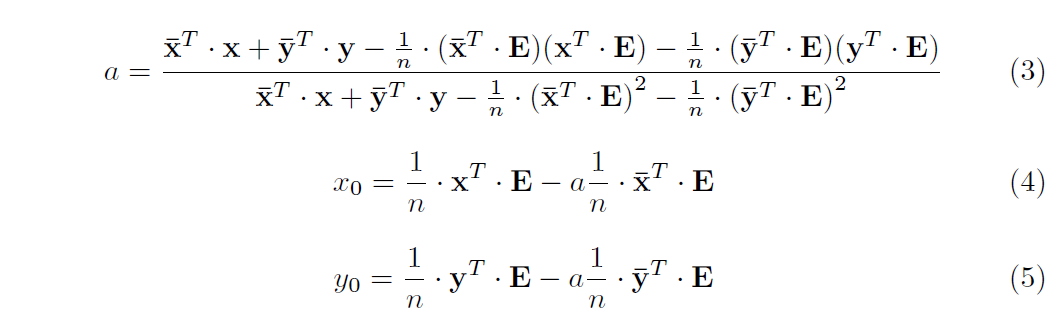 a = \frac{\bar{\mathbf{x}}^T \cdot \mathbf{x} + \bar{\mathbf{y}}^T \cdot \mathbf{y} - \frac{1}{n} \cdot (\bar{\mathbf{x}}^T \cdot \mathbf{E})(\mathbf{x}^T \cdot \mathbf{E}) - \frac{1}{n} \cdot (\bar{\mathbf{y}}^T \cdot \mathbf{E})(\mathbf{y}^T \cdot \mathbf{E})}{\bar{\mathbf{x}}^T \cdot \mathbf{x} + \bar{\mathbf{y}}^T \cdot \mathbf{y} - \frac{1}{n} \cdot (\bar{\mathbf{x}}^T \cdot \mathbf{E})^2 - \frac{1}{n} \cdot (\bar{\mathbf{y}}^T \cdot \mathbf{E})^2} (3)
x_0 = \frac{1}{n} \cdot \mathbf{x}^T \cdot \mathbf{E} - a \frac{1}{n} \cdot \bar{\mathbf{x}}^T \cdot \mathbf{E} (4)
y_0 = \frac{1}{n} \cdot \mathbf{y}^T \cdot \mathbf{E} - a \frac{1}{n} \cdot \bar{\mathbf{y}}^T \cdot \mathbf{E} (5)